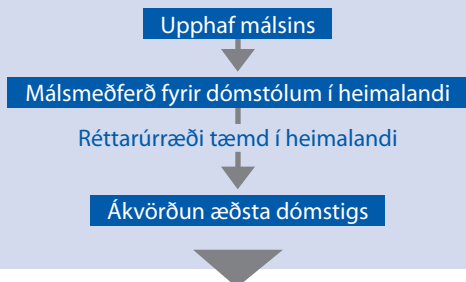 Upphaf málsins
Málsmeðferð fyrir dómstólum í heimalandi
Réttarúrræði tæmd í heimalandi
Ákvörðun æðsta dómstigs